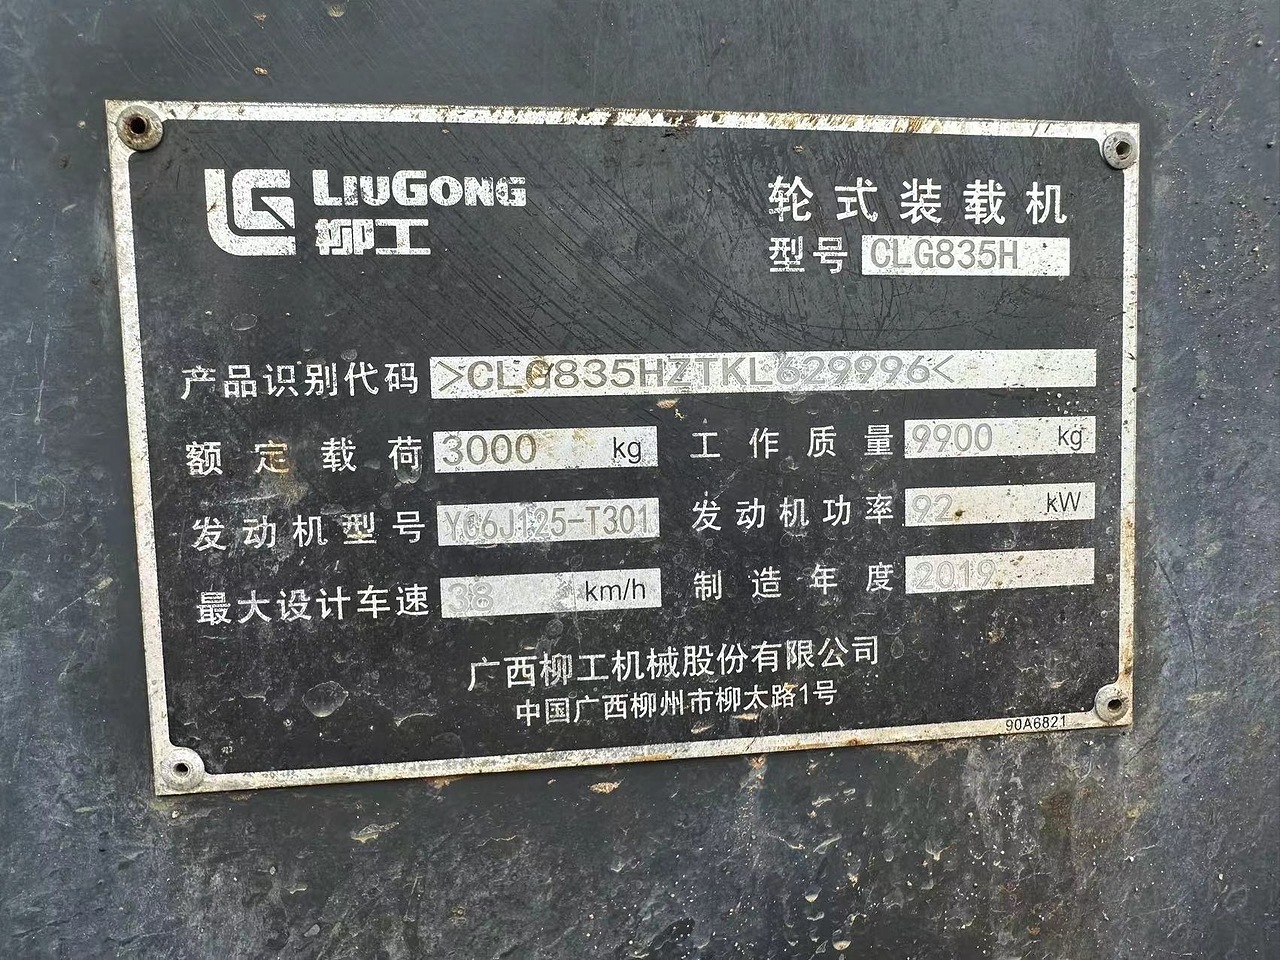 LIUGONG
柳工
轮式装载机
型号 CLG835H
产品识别代码 >CLG835HZTKL629996<
额定载荷 3000 kg 工作质量 9900 kg
发动机型号 YC6J125-T301 发动机功率 92 kW
最大设计车速 38 km/h 制造年度 2019
广西柳工机械股份有限公司
中国广西柳州市柳太路1号
90A6821